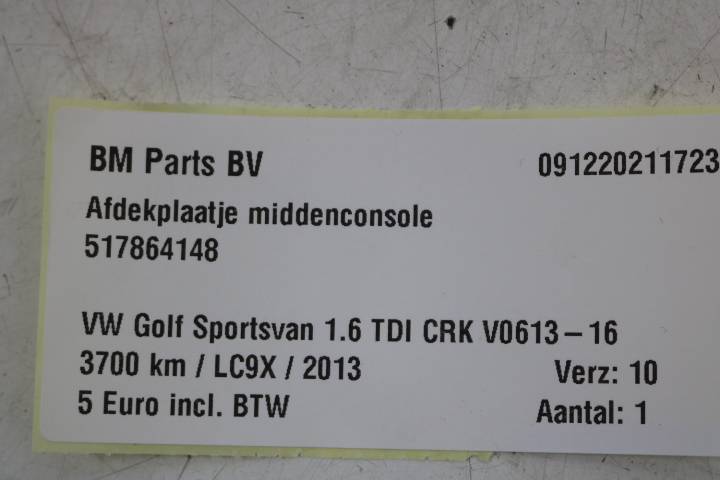 BM Parts BV 091220211723
Afdekplaatje middenconsole
517864148
VW Golf Sportsvan 1.6 TDI CRK V0613-16
3700 km / LC9X / 2013 Verz: 10
5 Euro incl. BTW Aantal: 1